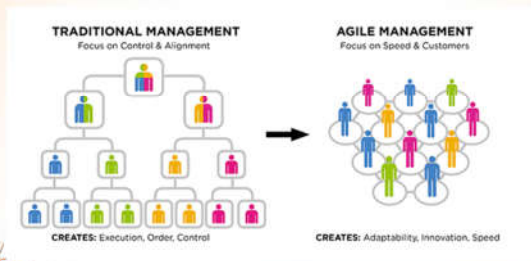 TRADITIONAL MANAGEMENT
Focus on Control & Alignment
CREATES: Execution, Order, Control
AGILE MANAGEMENT
Focus on Speed & Customers
CREATES: Adaptability, Innovation, Speed